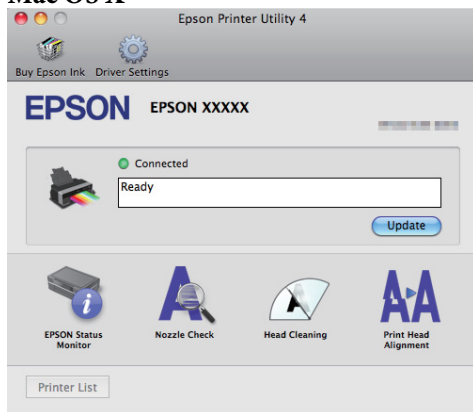 Mac OS X
Epson Printer Utility 4
Buy Epson Ink Driver Settings
EPSON EPSON XXXXX
Connected
Ready
Update
EPSON Status Monitor
Nozzle Check
Head Cleaning
Print Head Alignment
Printer List